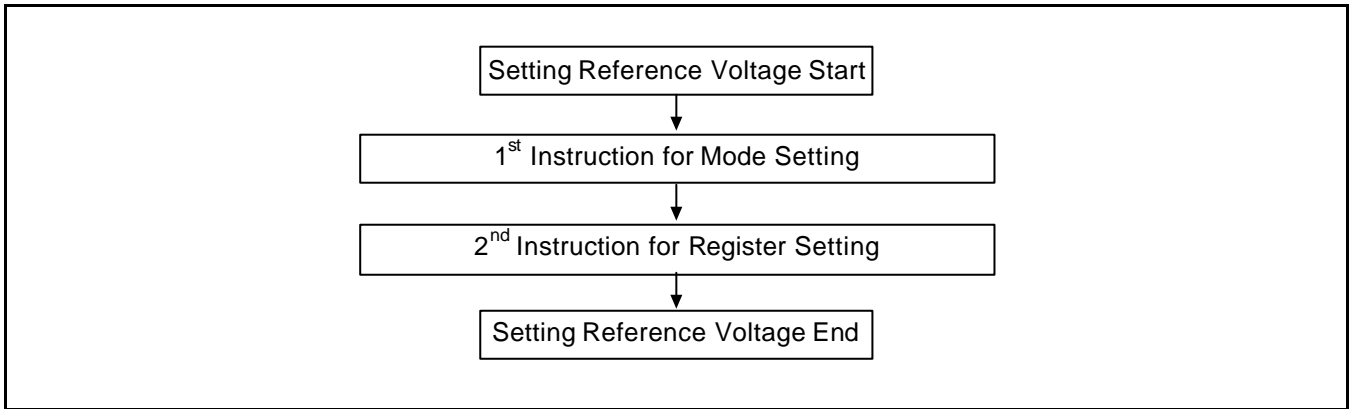 Setting Reference Voltage Start
1st Instruction for Mode Setting
2nd Instruction for Register Setting
Setting Reference Voltage End